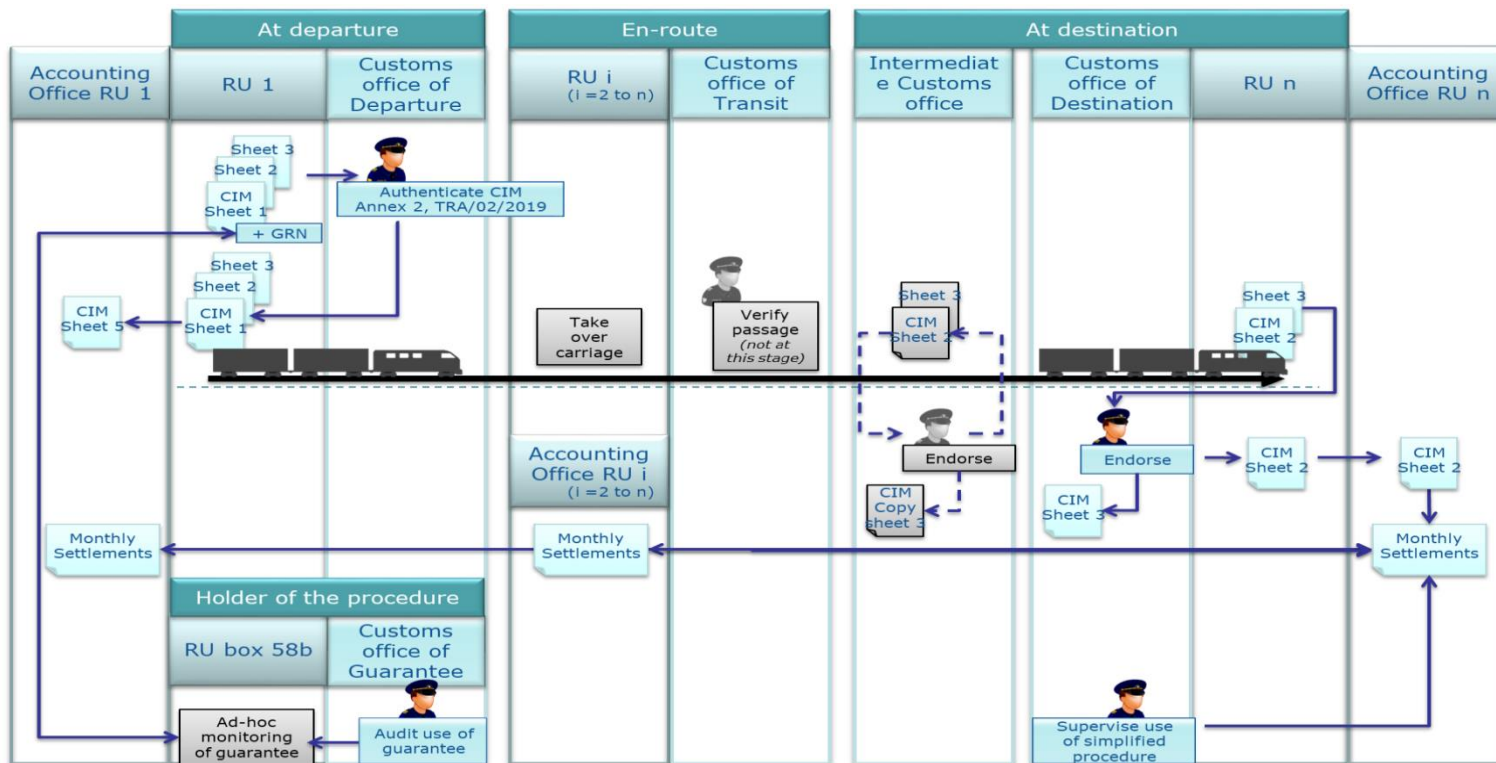 At departure
En-route
At destination
Accounting
Office RU 1
RU 1
Customs
office of
Departure
RU i
(i =2 to n)
Customs
office of
Transit
Intermediat
e Customs
office
Customs
office of
Destination
RU n
Accounting
Office RU n
Sheet 3
Sheet 2
CIM
Sheet 1
+ GRN
Authenticate CIM
Annex 2, TRA/02/2019
Sheet 3
Sheet 2
CIM
Sheet 1
CIM
Sheet 5
Take
over
carriage
Verify
passage
(not at
this stage)
Sheet 3
CIM
Sheet 2
Sheet 3
CIM
Sheet 2
Endorse
CIM
Copy
sheet 3
Endorse
CIM
Sheet 3
CIM
Sheet 2
CIM
Sheet 2
Accounting
Office RU i
(i =2 to n)
Monthly
Settlements
Monthly
Settlements
Monthly
Settlements
Holder of the procedure
RU box 58b
Customs
office of
Guarantee
Ad-hoc
monitoring
of guarantee
Audit use of
guarantee
Supervise use
of simplified
procedure